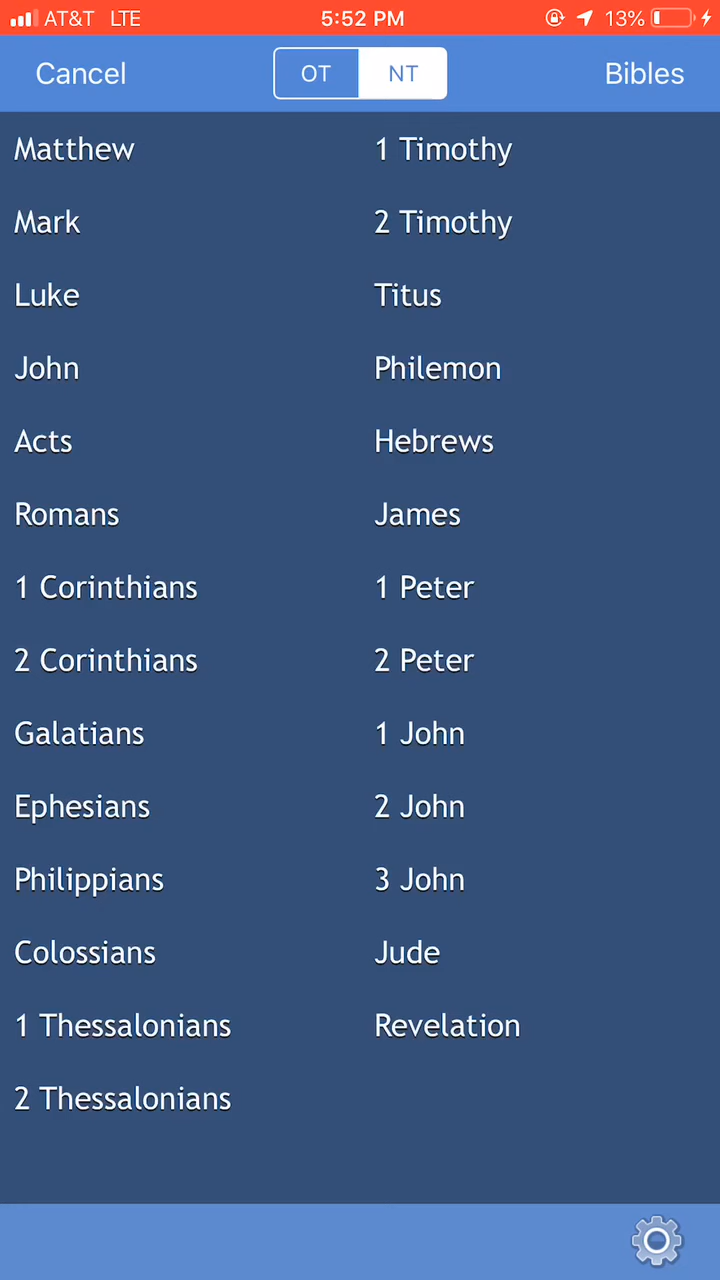 AT&T LTE 5:52 PM 13%
Cancel OT NT Bibles
Matthew
Mark
Luke
John
Acts
Romans
1 Corinthians
2 Corinthians
Galatians
Ephesians
Philippians
Colossians
1 Thessalonians
2 Thessalonians
1 Timothy
2 Timothy
Titus
Philemon
Hebrews
James
1 Peter
2 Peter
1 John
2 John
3 John
Jude
Revelation